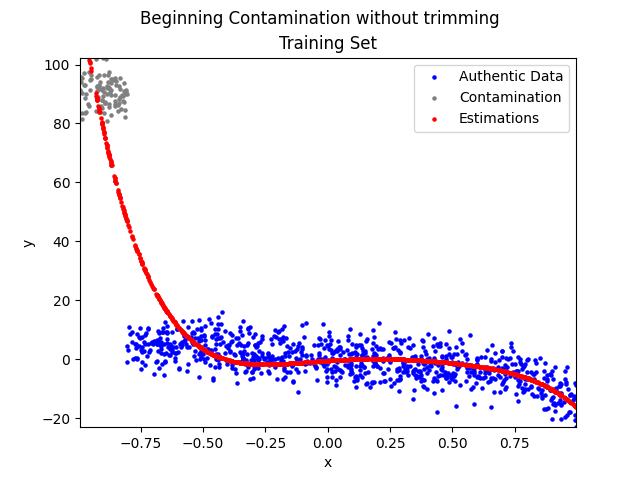 Beginning Contamination without trimming
Training Set
Authentic Data
Contamination
Estimations
100
80
60
40
20
0
−20
y
−0.75
−0.50
−0.25
0.00
0.25
0.50
0.75
x